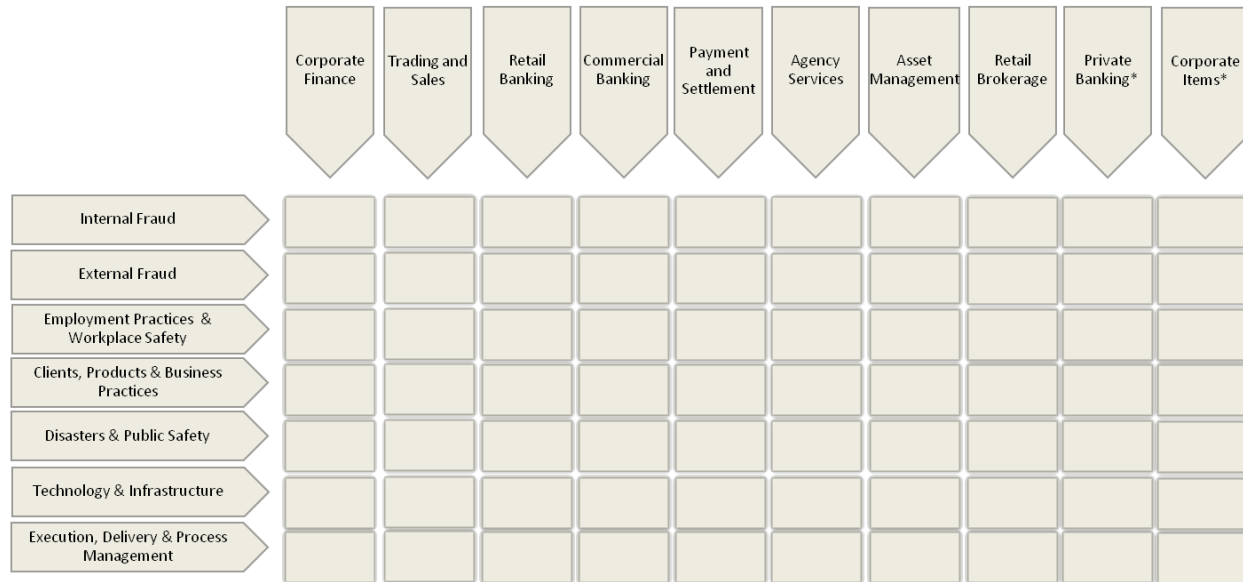 Corporate
Finance
Trading and
Sales
Retail
Banking
Commercial
Banking
Payment
and
Settlement
Agency
Services
Asset
Management
Retail
Brokerage
Private
Banking*
Corporate
Items*
Internal Fraud
External Fraud
Employment Practices &
Workplace Safety
Clients, Products & Business
Practices
Disasters & Public Safety
Technology & Infrastructure
Execution, Delivery & Process
Management